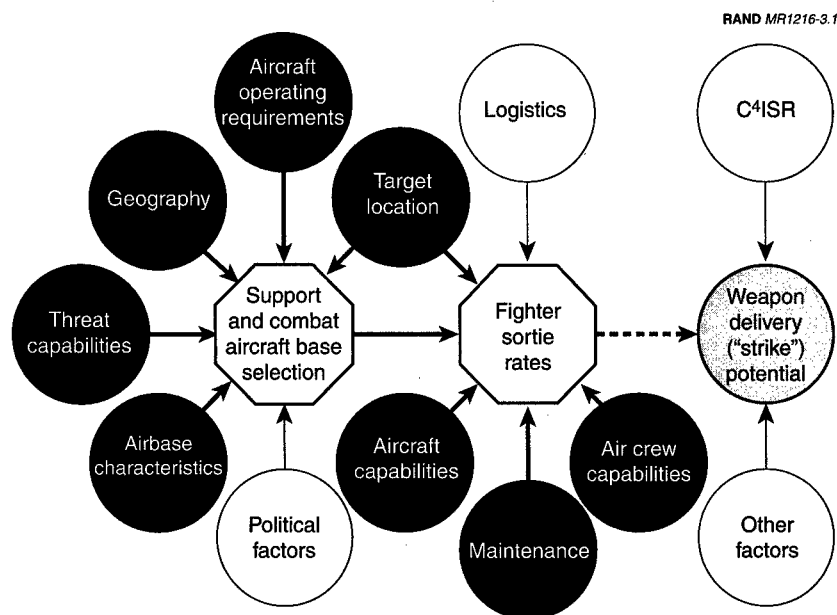 RAND MR1216-3.1
Aircraft
operating
requirements
Logistics
C⁴ISR
Geography
Target
location
Threat
capabilities
Support
and combat
aircraft base
selection
Fighter
sortie
rates
Weapon
delivery
(“strike”)
potential
Airbase
characteristics
Political
factors
Aircraft
capabilities
Maintenance
Air crew
capabilities
Other
factors